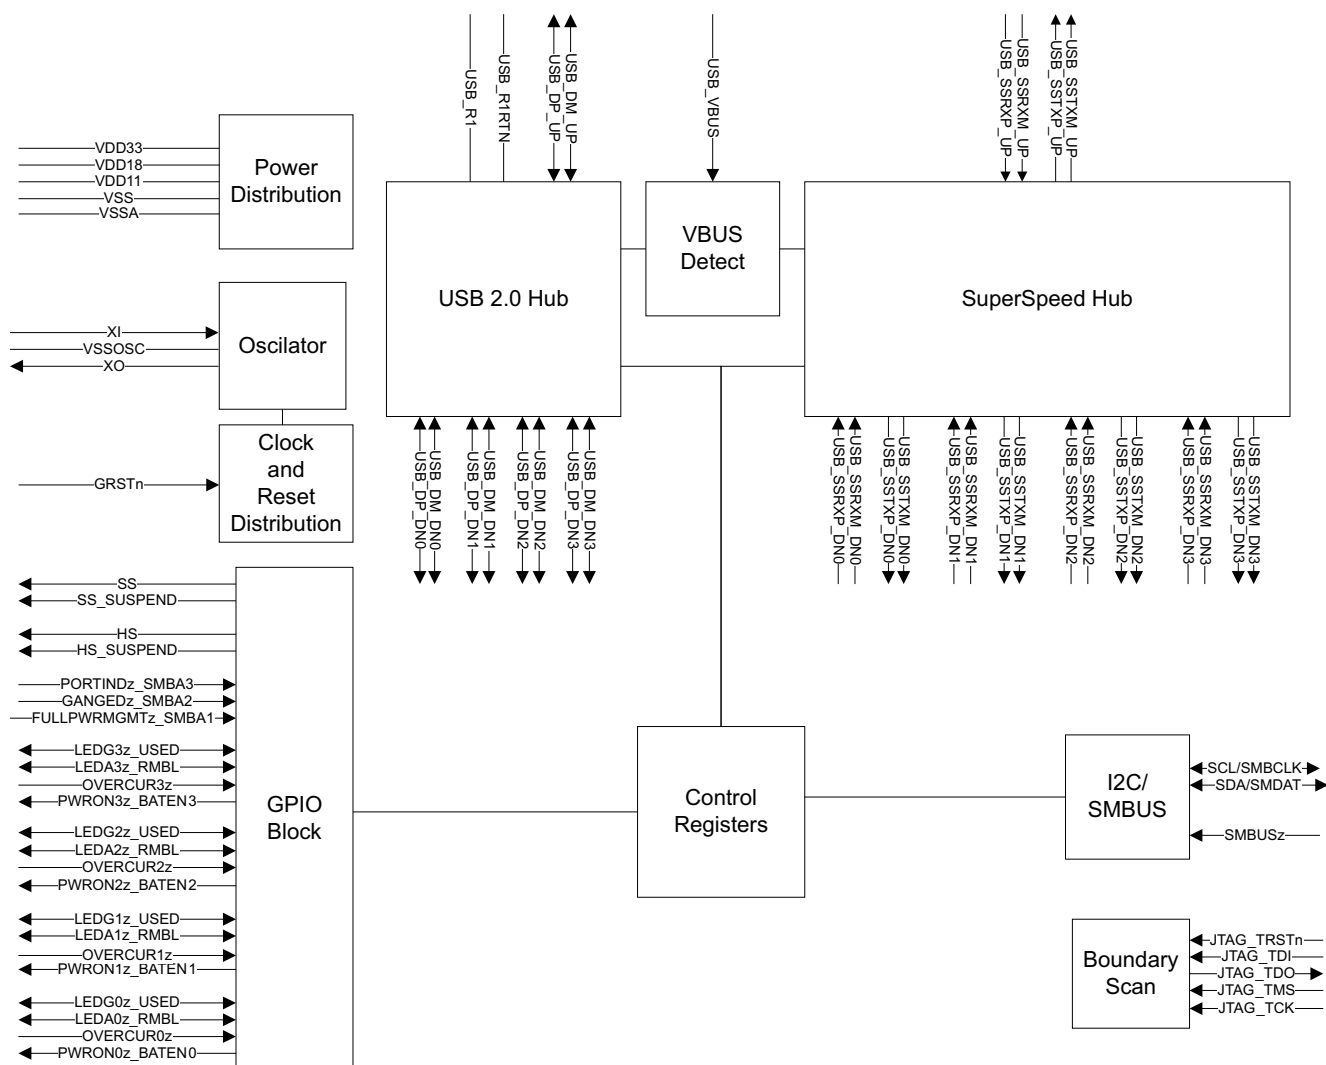 USB_R1
USB_R1RTN
USB_DP_UP
USB_DM_UP
USB_VBUS
USB_SSRXP_UP
USB_SSRXM_UP
USB_SSTXP_UP
USB_SSTXM_UP
VDD33
VDD18
VDD11
VSS
VSSA
Power
Distribution
USB 2.0 Hub
VBUS
Detect
SuperSpeed Hub
XI
VSSOSC
XO
Oscilator
GRSTn
Clock
and
Reset
Distribution
USB_DP_DN0
USB_DM_DN0
USB_DP_DN1
USB_DM_DN1
USB_DP_DN2
USB_DM_DN2
USB_DP_DN3
USB_DM_DN3
USB_SSRXP_DN0
USB_SSRXM_DN0
USB_SSTXP_DN0
USB_SSTXM_DN0
USB_SSRXP_DN1
USB_SSRXM_DN1
USB_SSTXP_DN1
USB_SSTXM_DN1
USB_SSRXP_DN2
USB_SSRXM_DN2
USB_SSTXP_DN2
USB_SSTXM_DN2
USB_SSRXP_DN3
USB_SSRXM_DN3
USB_SSTXP_DN3
USB_SSTXM_DN3
SS
SS_SUSPEND
HS
HS_SUSPEND
PORTINDz_SMBA3
GANGEDz_SMBA2
FULLPWRMGMTz_SMBA1
LEDG3z_USED
LEDA3z_RMBL
OVERCUR3z
PWRON3z_BATEN3
LEDG2z_USED
LEDA2z_RMBL
OVERCUR2z
PWRON2z_BATEN2
LEDG1z_USED
LEDA1z_RMBL
OVERCUR1z
PWRON1z_BATEN1
LEDG0z_USED
LEDA0z_RMBL
OVERCUR0z
PWRON0z_BATEN0
GPIO
Block
Control
Registers
I2C/
SMBUS
SCL/SMBCLK
SDA/SMDAT
SMBUSz
Boundary
Scan
JTAG_TRSTn
JTAG_TDI
JTAG_TDO
JTAG_TMS
JTAG_TCK